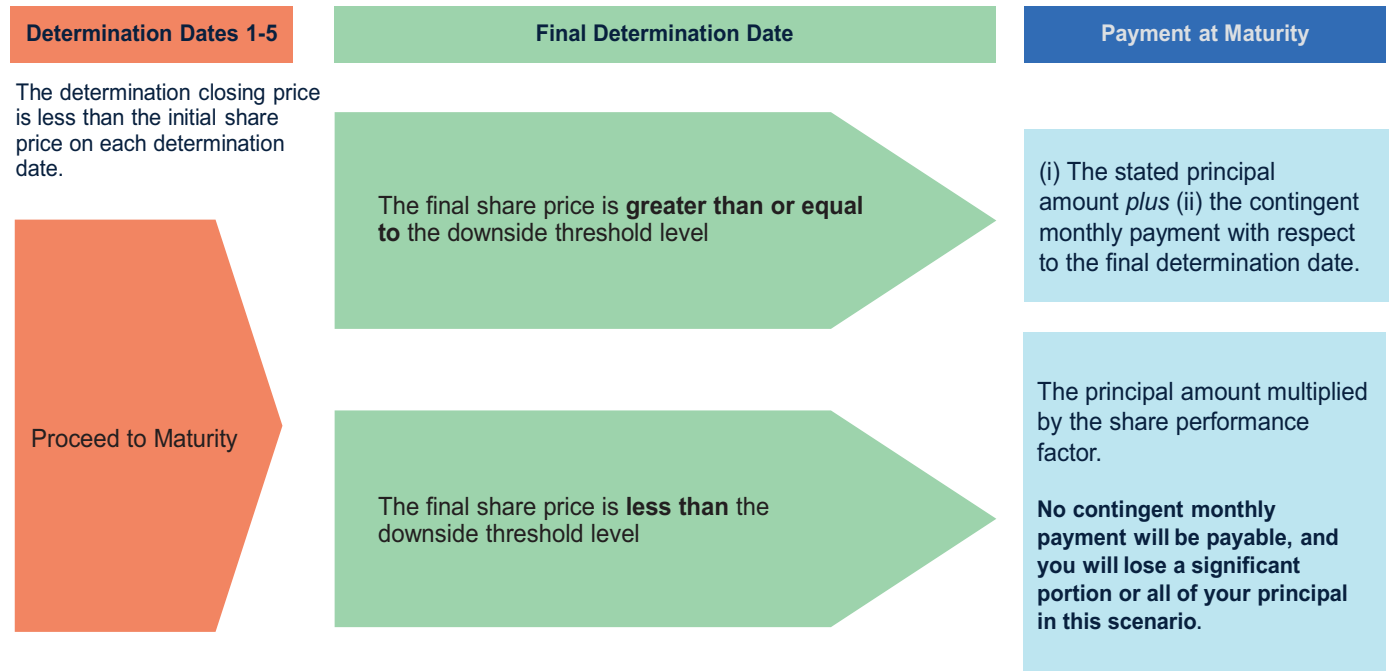 Determination Dates 1-5
Final Determination Date
Payment at Maturity
The determination closing price
is less than the initial share
price on each determination
date.
Proceed to Maturity
The final share price is greater than or equal
to the downside threshold level
(i) The stated principal
amount plus (ii) the contingent
monthly payment with respect
to the final determination date.
The final share price is less than the
downside threshold level
The principal amount multiplied
by the share performance
factor.
No contingent monthly
payment will be payable, and
you will lose a significant
portion or all of your principal
in this scenario.